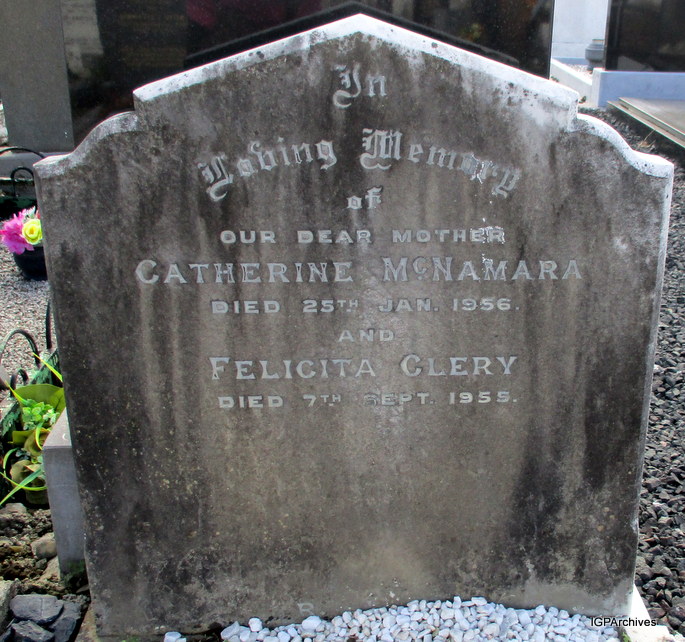 In
Loving Memory
of
OUR DEAR MOTHER
CATHERINE McNAMARA
DIED 25TH JAN. 1956.
AND
FELICITA CLERY
DIED 7TH SEPT. 1955.
IGPArchives